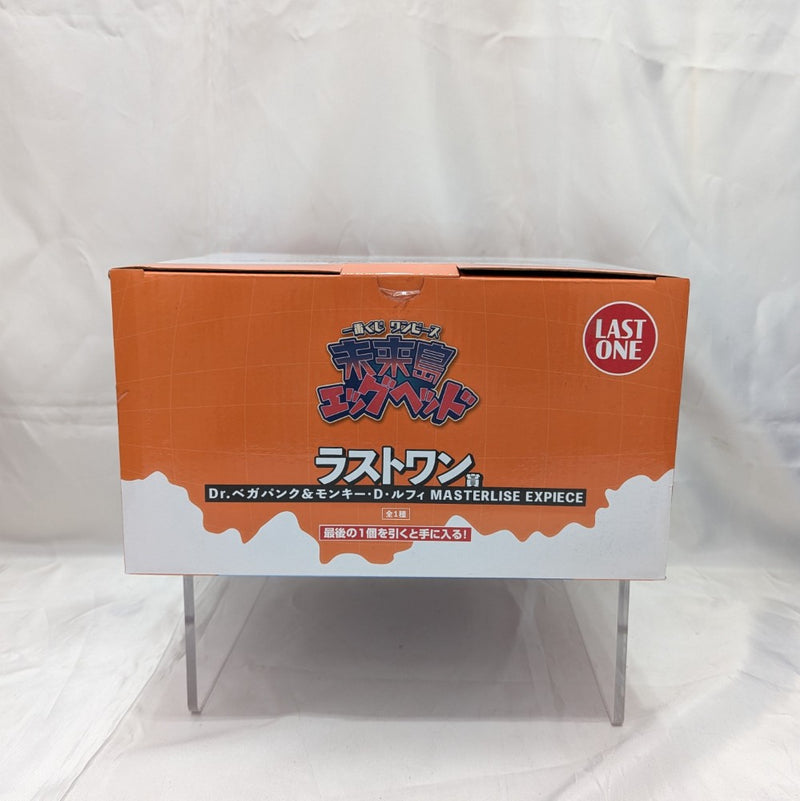 一番くじ ワンピース
未来島
エッグヘッド
LAST
ONE
ラストワン賞
Dr.ベガパンク&モンキー・D・ルフィ MASTERLISE EXPIECE
全1種
最後の1個を引くと手に入る!